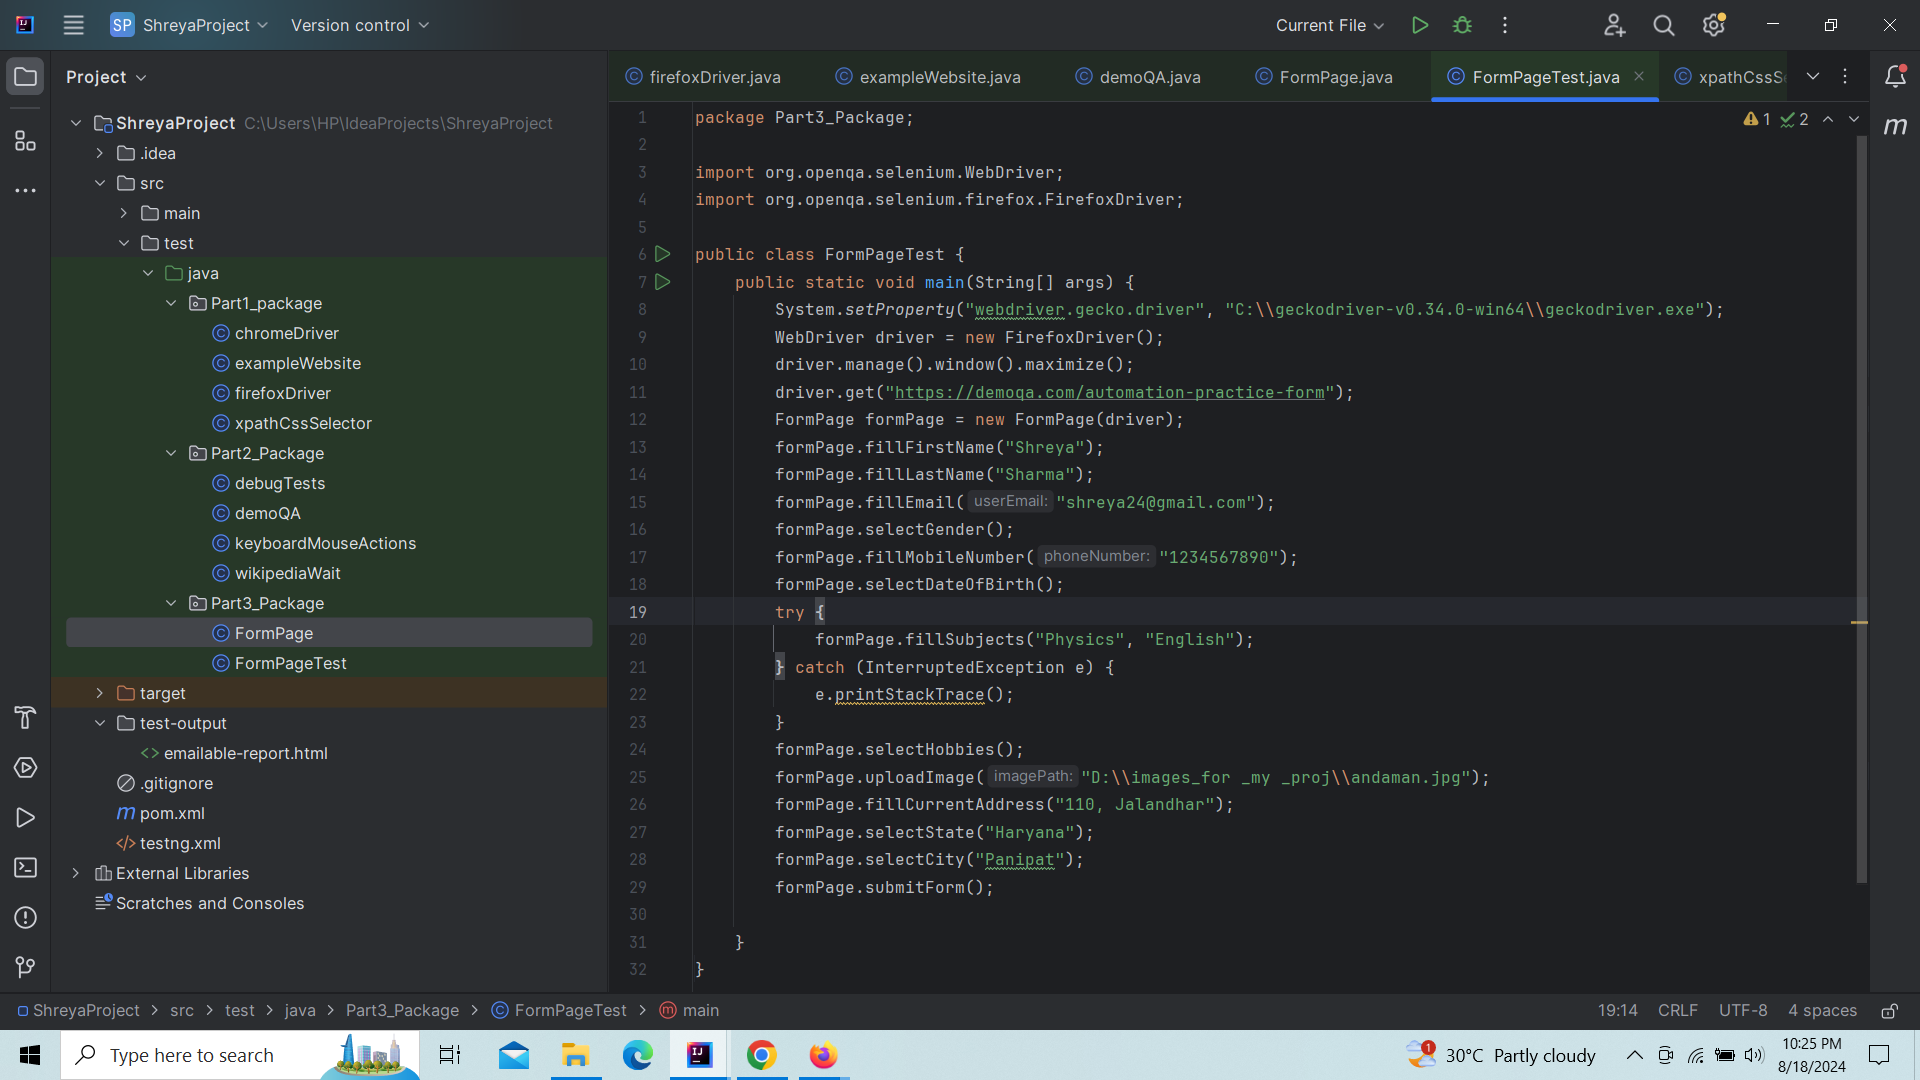 SP ShreyaProject Version control Current File
Project
firefoxDriver.java exampleWebsite.java demoQA.java FormPage.java FormPageTest.java xpathCssS
ShreyaProject C:\Users\HP\IdeaProjects\ShreyaProject
.idea
src
main
test
java
Part1_package
chromeDriver
exampleWebsite
firefoxDriver
xpathCssSelector
Part2_Package
debugTests
demoQA
keyboardMouseActions
wikipediaWait
Part3_Package
FormPage
FormPageTest
target
test-output
emailable-report.html
.gitignore
pom.xml
testng.xml
External Libraries
Scratches and Consoles
1 package Part3_Package;
1 2
2
3 import org.openqa.selenium.WebDriver;
4 import org.openqa.selenium.firefox.FirefoxDriver;
5
6 public class FormPageTest {
7 public static void main(String[] args) {
8 System.setProperty("webdriver.gecko.driver", "C:\\geckodriver-v0.34.0-win64\\geckodriver.exe");
9 WebDriver driver = new FirefoxDriver();
10 driver.manage().window().maximize();
11 driver.get("https://demoqa.com/automation-practice-form");
12 FormPage formPage = new FormPage(driver);
13 formPage.fillFirstName("Shreya");
14 formPage.fillLastName("Sharma");
15 formPage.fillEmail( userEmail: "shreya24@gmail.com");
16 formPage.selectGender();
17 formPage.fillMobileNumber( phoneNumber: "1234567890");
18 formPage.selectDateOfBirth();
19 try {
20 formPage.fillSubjects("Physics", "English");
21 } catch (InterruptedException e) {
22 e.printStackTrace();
23 }
24 formPage.selectHobbies();
25 formPage.uploadImage( imagePath: "D:\\images_for _my _proj\\andaman.jpg");
26 formPage.fillCurrentAddress("110, Jalandhar");
27 formPage.selectState("Haryana");
28 formPage.selectCity("Panipat");
29 formPage.submitForm();
30
31 }
32 }
m
ShreyaProject > src > test > java > Part3_Package > FormPageTest > main 19:14 CRLF UTF-8 4 spaces
Type here to search 1 30°C Partly cloudy 10:25 PM
8/18/2024